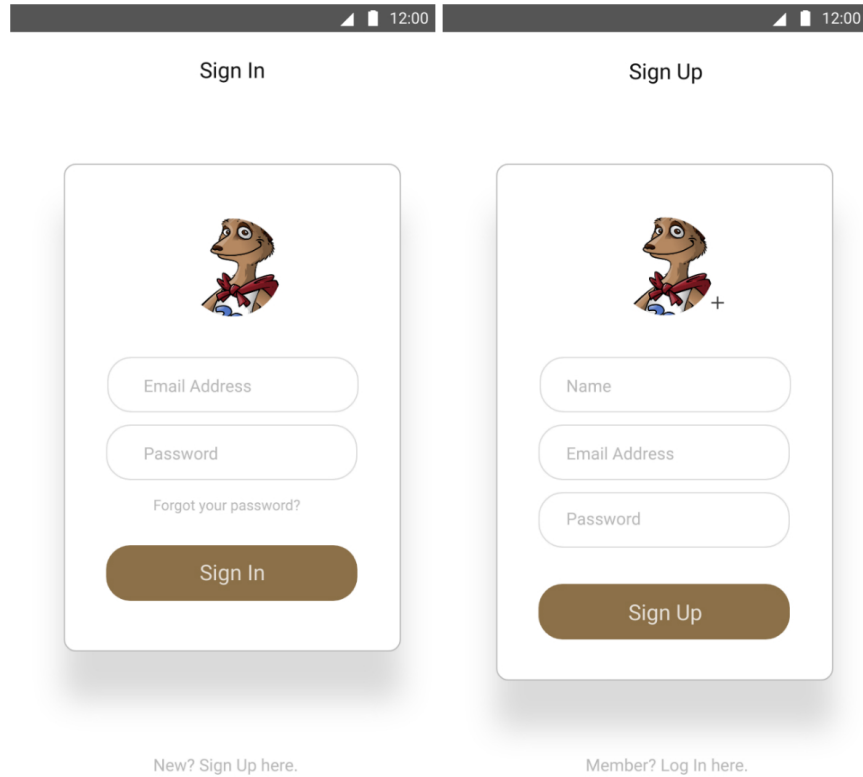 12:00
Sign In
Email Address
Password
Forgot your password?
Sign In
New? Sign Up here.
12:00
Sign Up
+
Name
Email Address
Password
Sign Up
Member? Log In here.